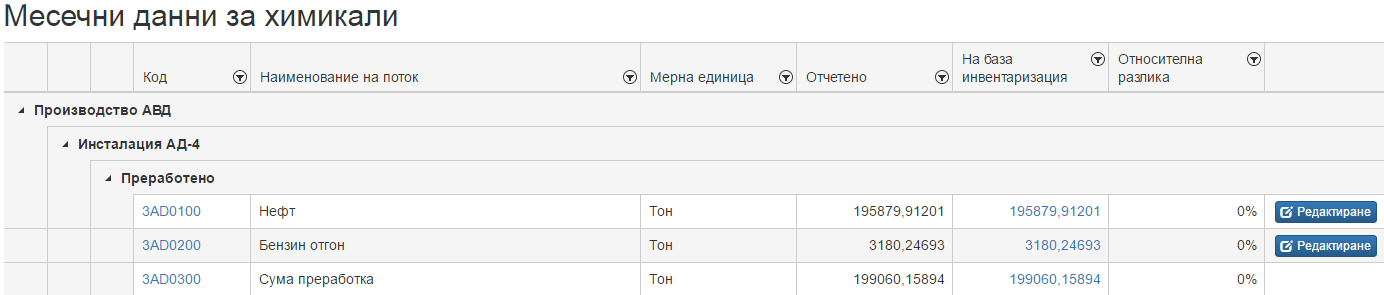 Месечни данни за химикали
Код Наименование на поток Мерна единица Отчетено На база инвентаризация Относителна разлика
Производство АВД
Инсталация АД-4
Преработено
3AD0100 Нефт Тон 195879,91201 195879,91201 0% Редактиране
3AD0200 Бензин отгон Тон 3180,24693 3180,24693 0% Редактиране
3AD0300 Сума преработка Тон 199060,15894 199060,15894 0%